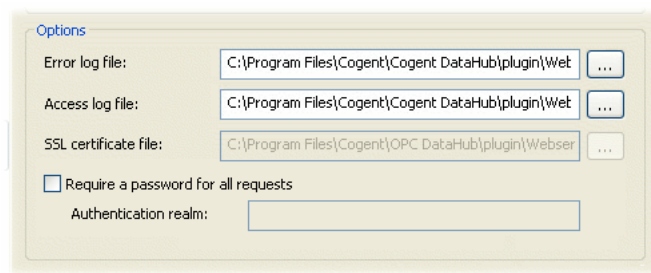 Options
Error log file: C:\Program Files\Cogent\Cogent DataHub\plugin\Wet ...
Access log file: C:\Program Files\Cogent\Cogent DataHub\plugin\Wet ...
SSL certificate file: C:\Program Files\Cogent\OPC DataHub\plugin\Webser ...
Require a password for all requests
Authentication realm: